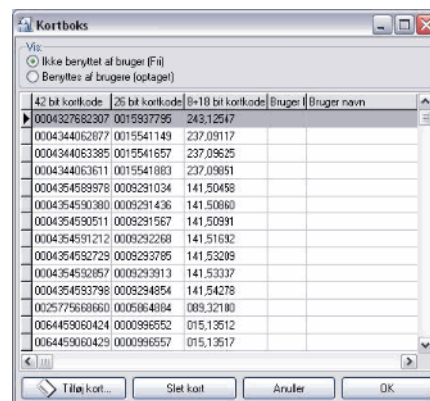 Kortboks
Vis:
Ikke benyttet af bruger (Fri)
Benyttes af brugere (optaget)
42 bit kortkode 26 bit kortkode 8+18 bit kortkode Bruger I Bruger navn
0004327682307 0015937795 243,12547
0004344062877 0015541149 237,09117
0004344063385 0015541657 237,09625
0004344063611 0015541883 237,09851
0004354589978 0009291034 141,50458
0004354590380 0009291436 141,50860
0004354590511 0009291567 141,50991
0004354591212 0009292268 141,51692
0004354592729 0009293785 141,53209
0004354592857 0009293913 141,53337
0004354593798 0009294854 141,54278
0025775668660 0005864884 089,32180
0064459060424 0000996552 015,13512
0064459060429 0000996557 015,13517
Tilføj kort... Slet kort Annuller OK